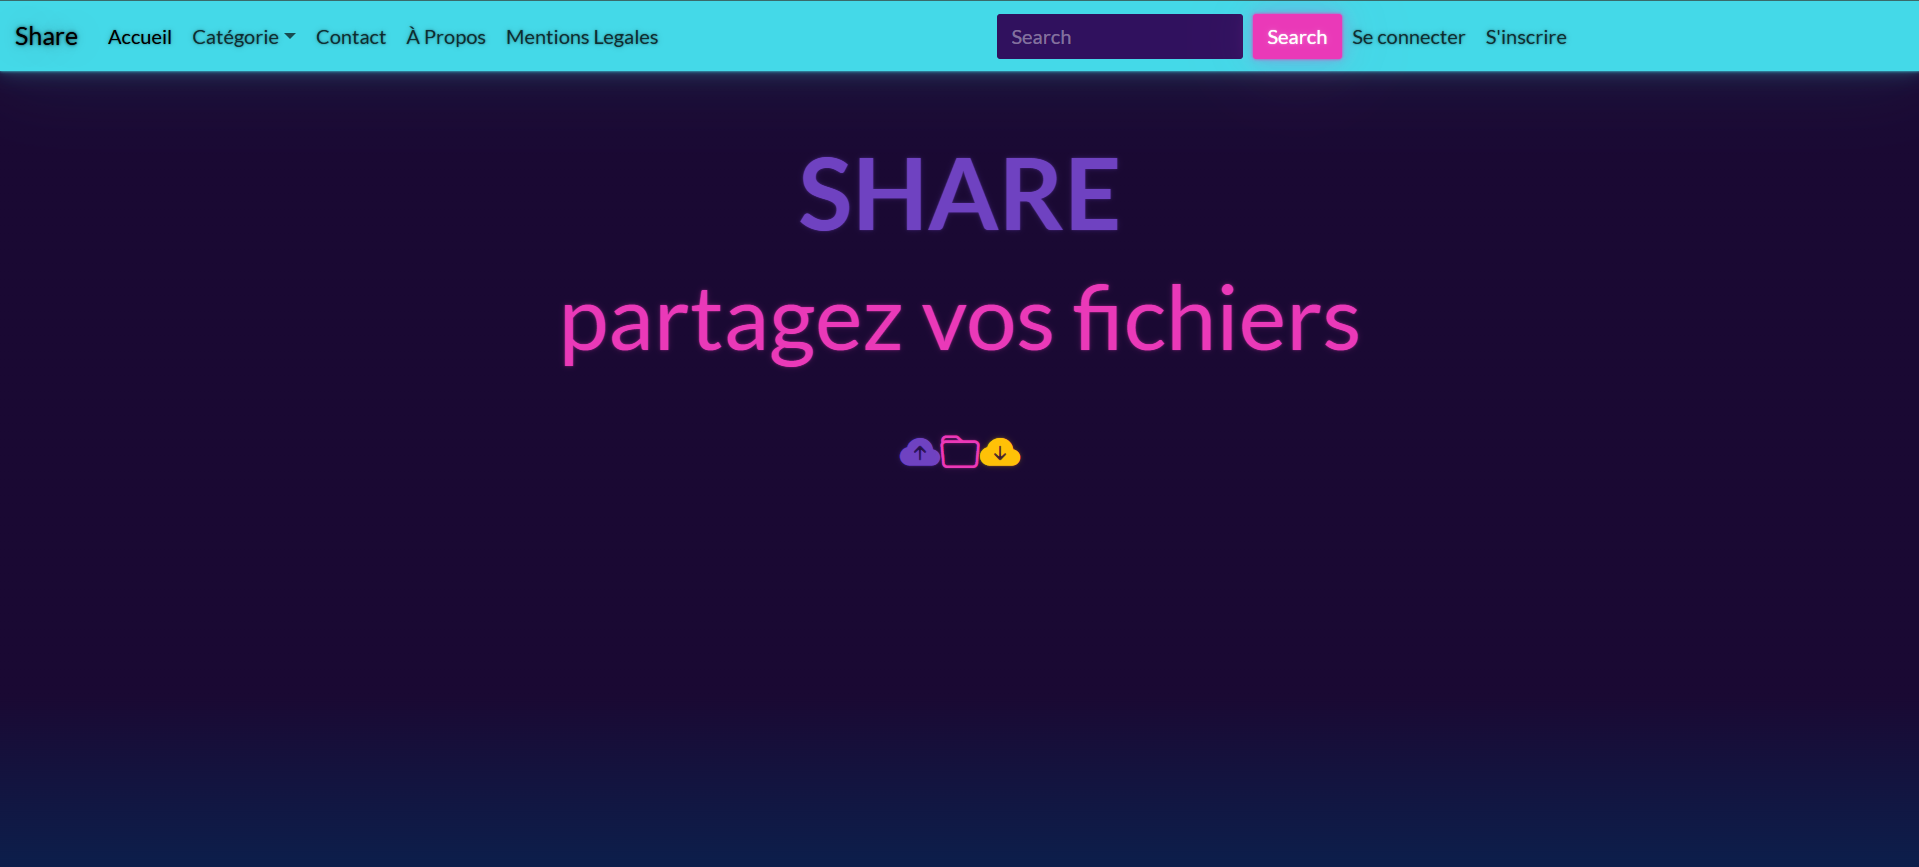 Share Accueil Catégorie Contact À Propos Mentions Legales Search Search Se connecter S'inscrire
SHARE
partagez vos fichiers